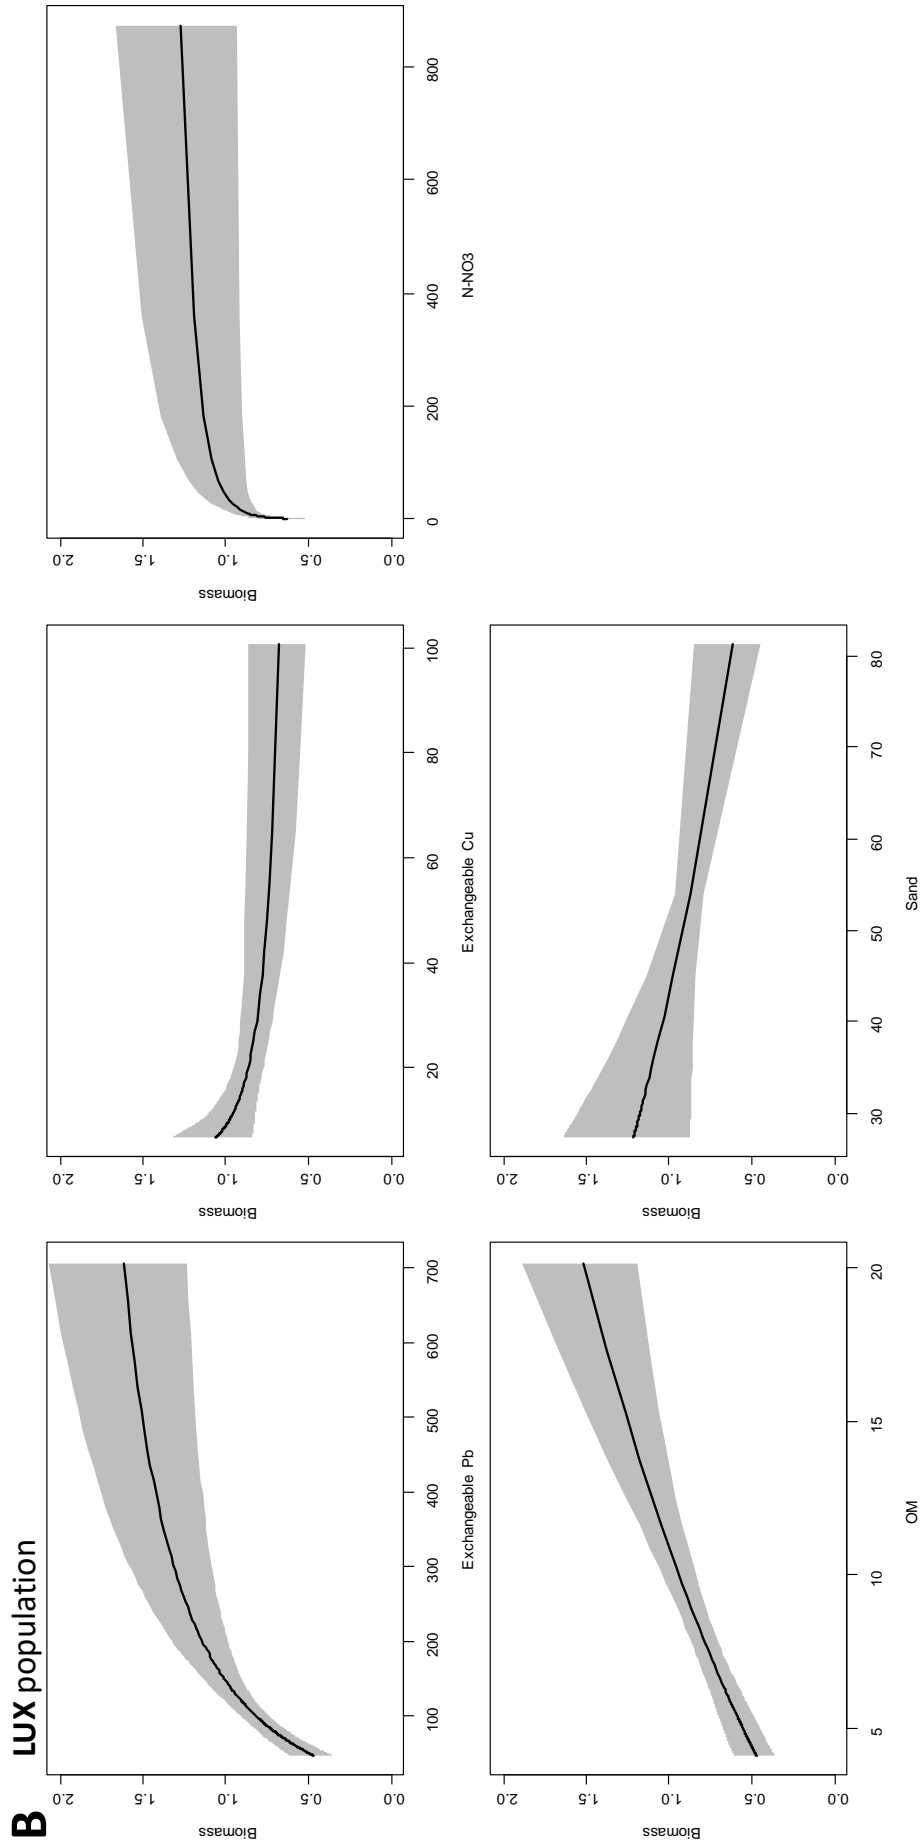 B
LUX population
Biomass
0.0 0.5 1.0 1.5 2.0
100 200 300 400 500 600 700
Exchangeable Pb
Biomass
0.0 0.5 1.0 1.5 2.0
20 40 60 80 100
Exchangeable Cu
Biomass
0.0 0.5 1.0 1.5 2.0
0 200 400 600 800
N-NO3
Biomass
0.0 0.5 1.0 1.5 2.0
5 10 15 20
OM
Biomass
0.0 0.5 1.0 1.5 2.0
30 40 50 60 70 80
Sand